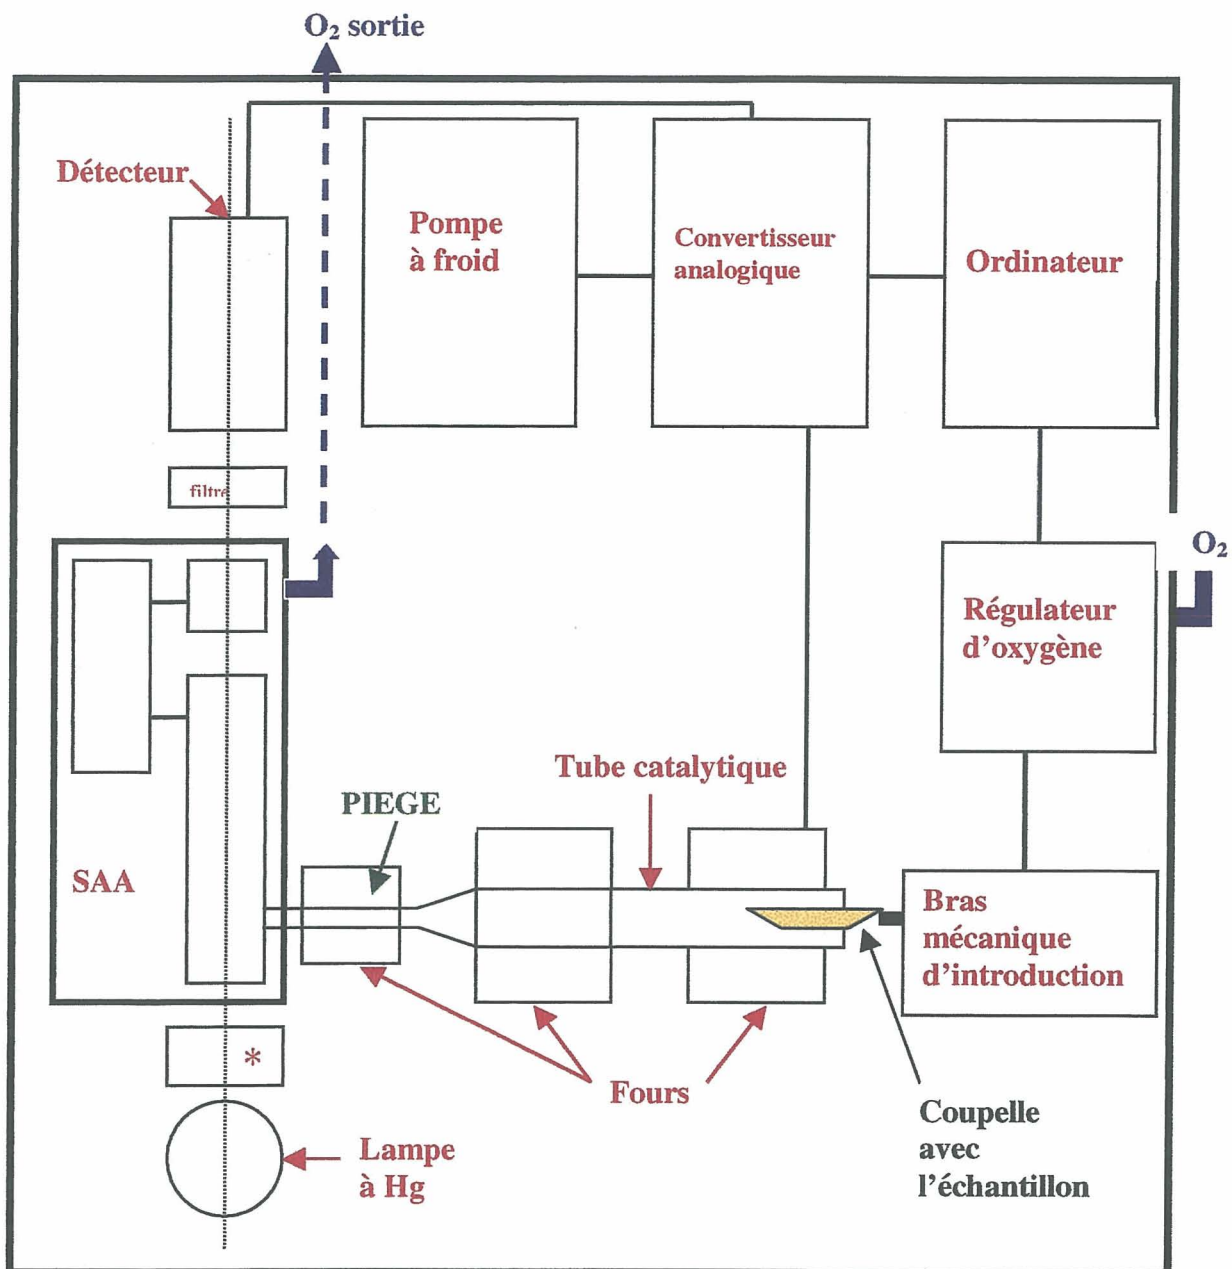 O₂ sortie
Détecteur
Pompe
à froid
Convertisseur
analogique
Ordinateur
filtre
O₂
Régulateur
d'oxygène
Tube catalytique
PIEGE
SAA
Bras
mécanique
d'introduction
*
Fours
Coupelle
avec
l'échantillon
Lampe
à Hg